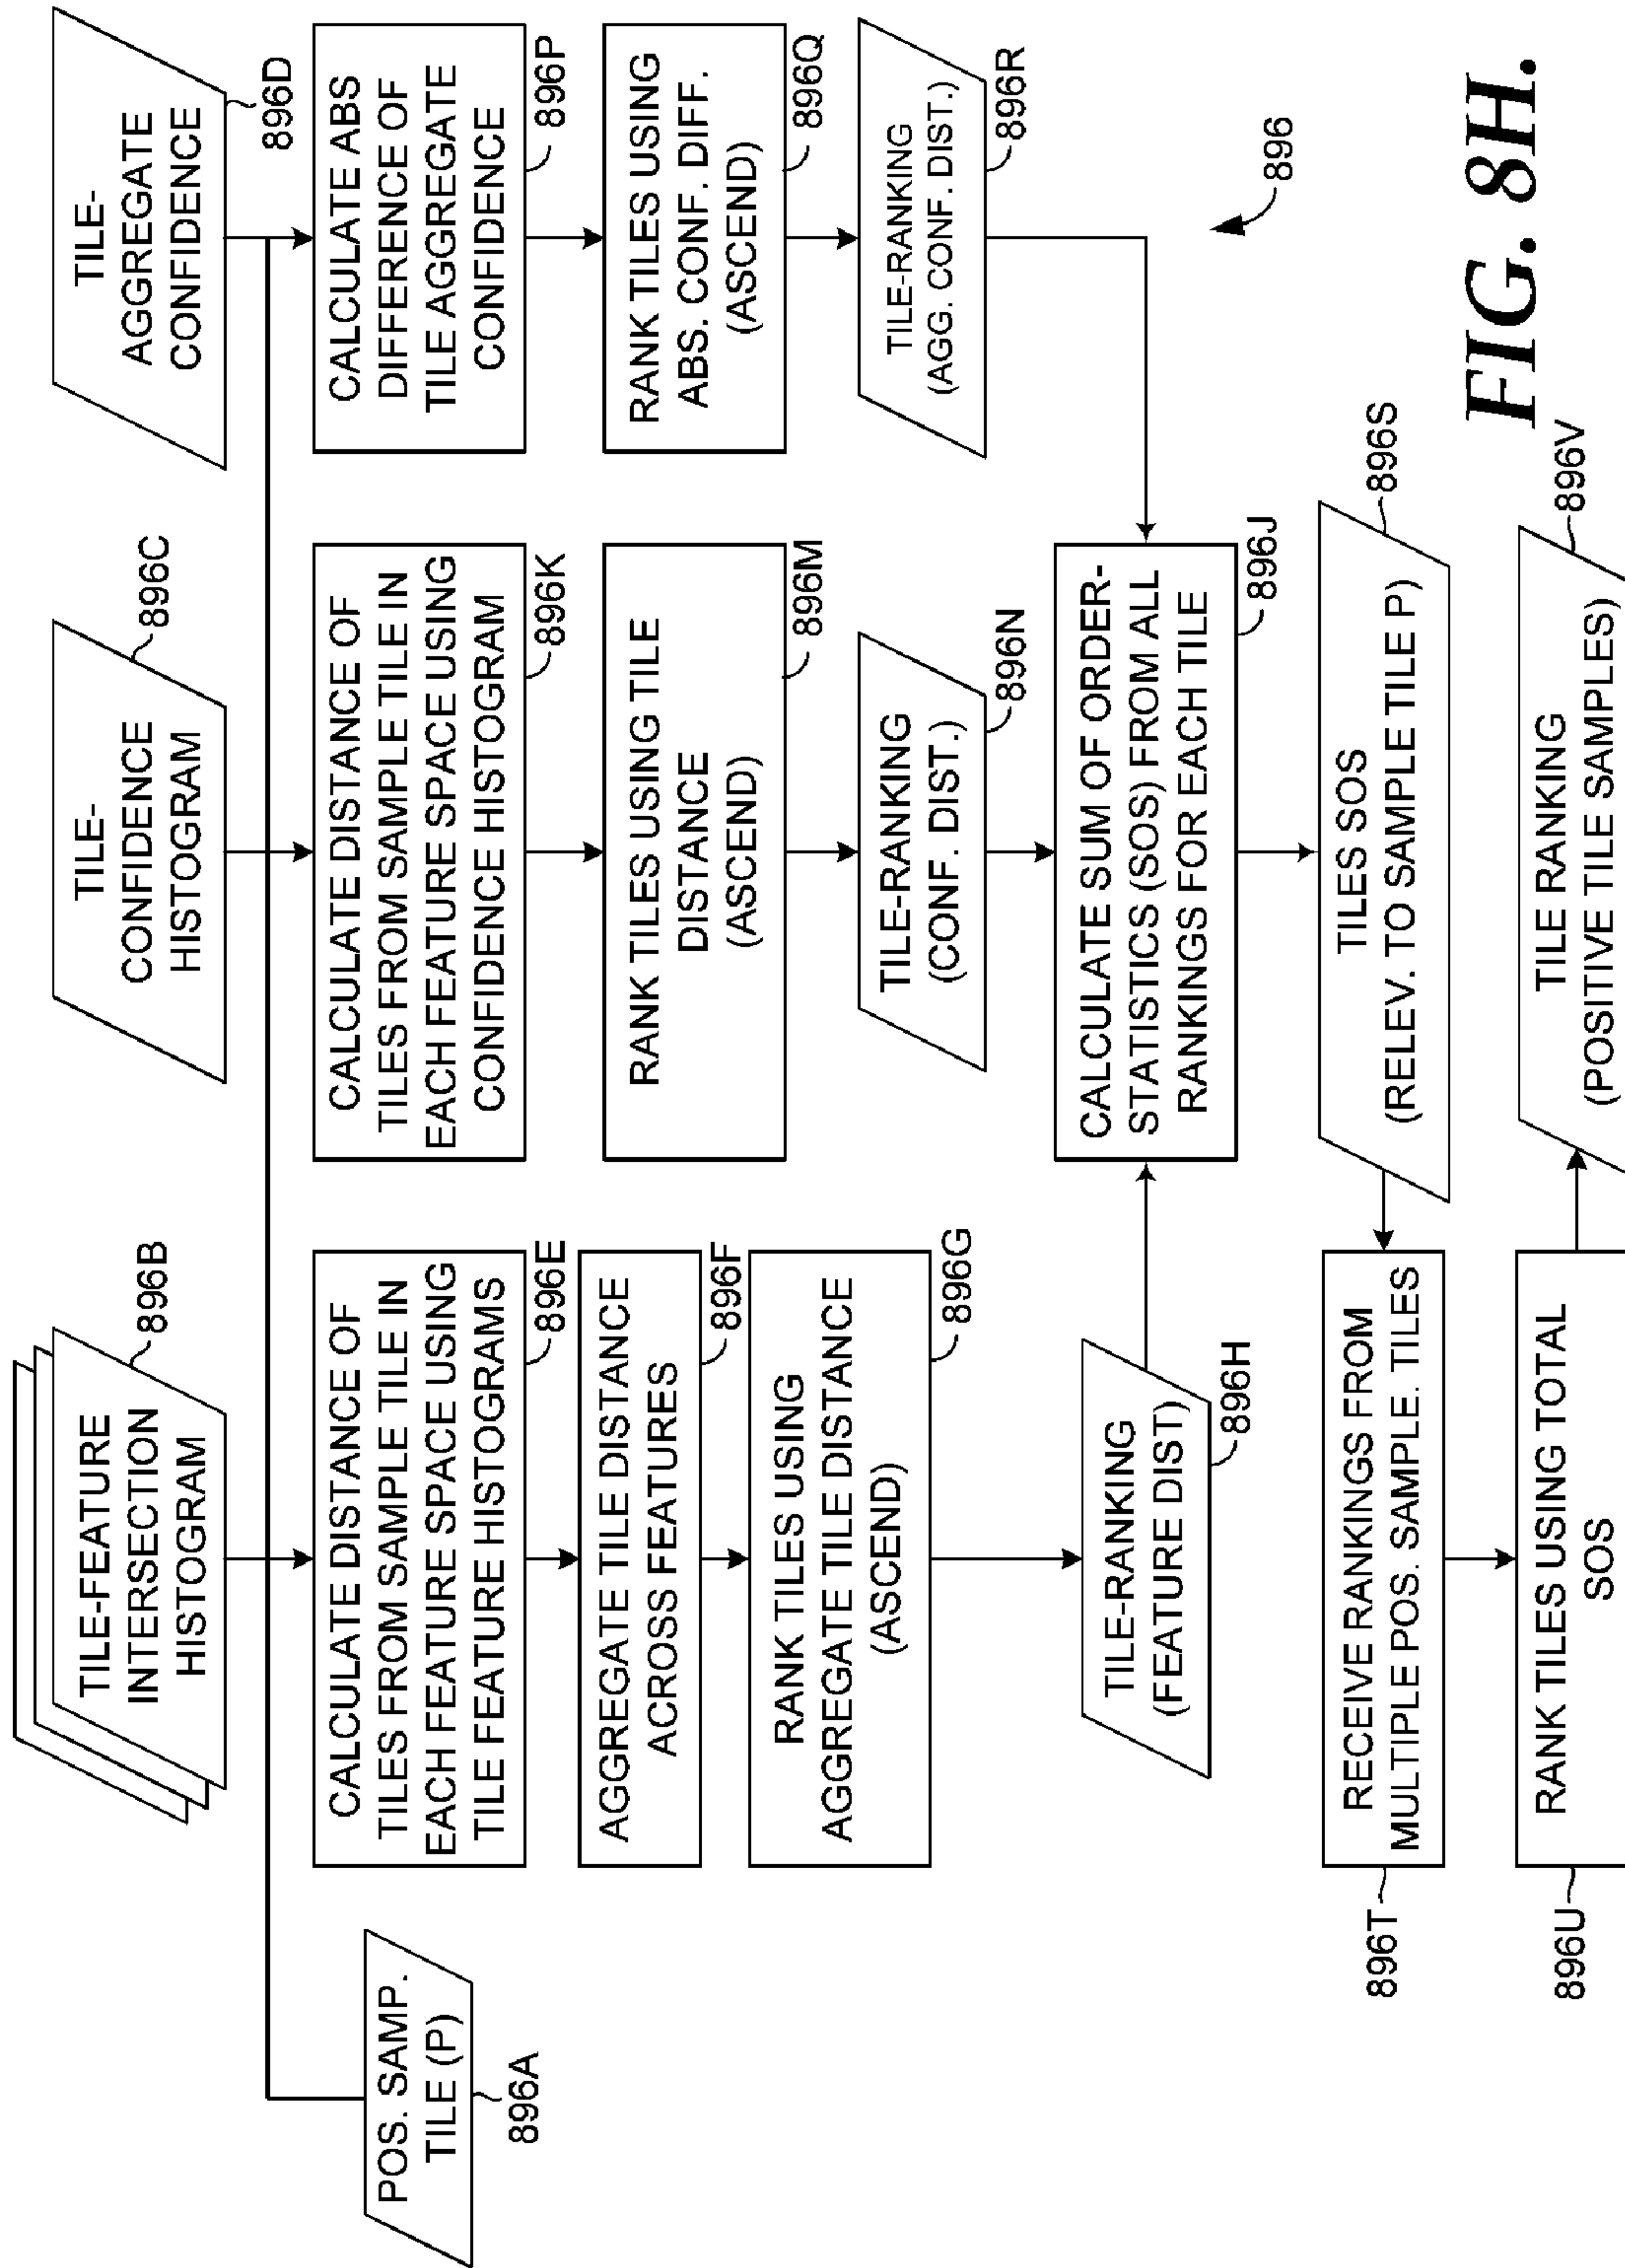 POS. SAMP.
TILE (P)
896A
TILE-FEATURE
INTERSECTION
HISTOGRAM
896B
CALCULATE DISTANCE OF
TILES FROM SAMPLE TILE IN
EACH FEATURE SPACE USING
TILE FEATURE HISTOGRAMS
896E
AGGREGATE TILE DISTANCE
ACROSS FEATURES
896F
RANK TILES USING
AGGREGATE TILE DISTANCE
(ASCEND)
896G
TILE-RANKING
(FEATURE DIST)
896H
TILE-
CONFIDENCE
HISTOGRAM
896C
CALCULATE DISTANCE OF
TILES FROM SAMPLE TILE IN
EACH FEATURE SPACE USING
CONFIDENCE HISTOGRAM
896K
RANK TILES USING TILE
DISTANCE
(ASCEND)
896M
TILE-RANKING
(CONF. DIST.)
896N
TILE-
AGGREGATE
CONFIDENCE
896D
CALCULATE ABS
DIFFERENCE OF
TILE AGGREGATE
CONFIDENCE
896P
RANK TILES USING
ABS. CONF. DIFF.
(ASCEND)
896Q
TILE-RANKING
(AGG. CONF. DIST.)
896R
CALCULATE SUM OF ORDER-
STATISTICS (SOS) FROM ALL
RANKINGS FOR EACH TILE
896J
896
TILES SOS
(RELEV. TO SAMPLE TILE P)
896S
RECEIVE RANKINGS FROM
MULTIPLE POS. SAMPLE. TILES
896T
RANK TILES USING TOTAL
SOS
896U
TILE RANKING
(POSITIVE TILE SAMPLES)
896V
FIG. 8H.